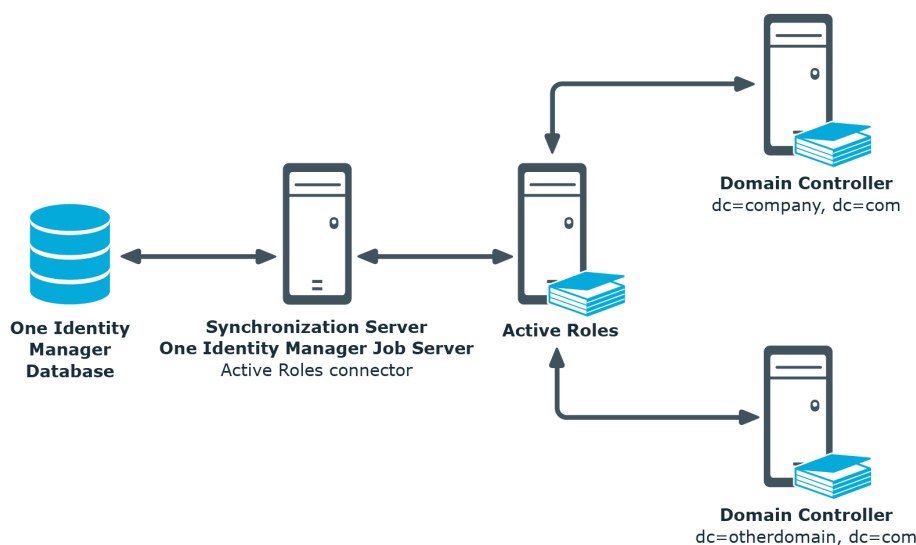 One Identity
Manager
Database
Synchronization Server
One Identity Manager Job Server
Active Roles connector
Active Roles
Domain Controller
dc=company, dc=com
Domain Controller
dc=otherdomain, dc=com